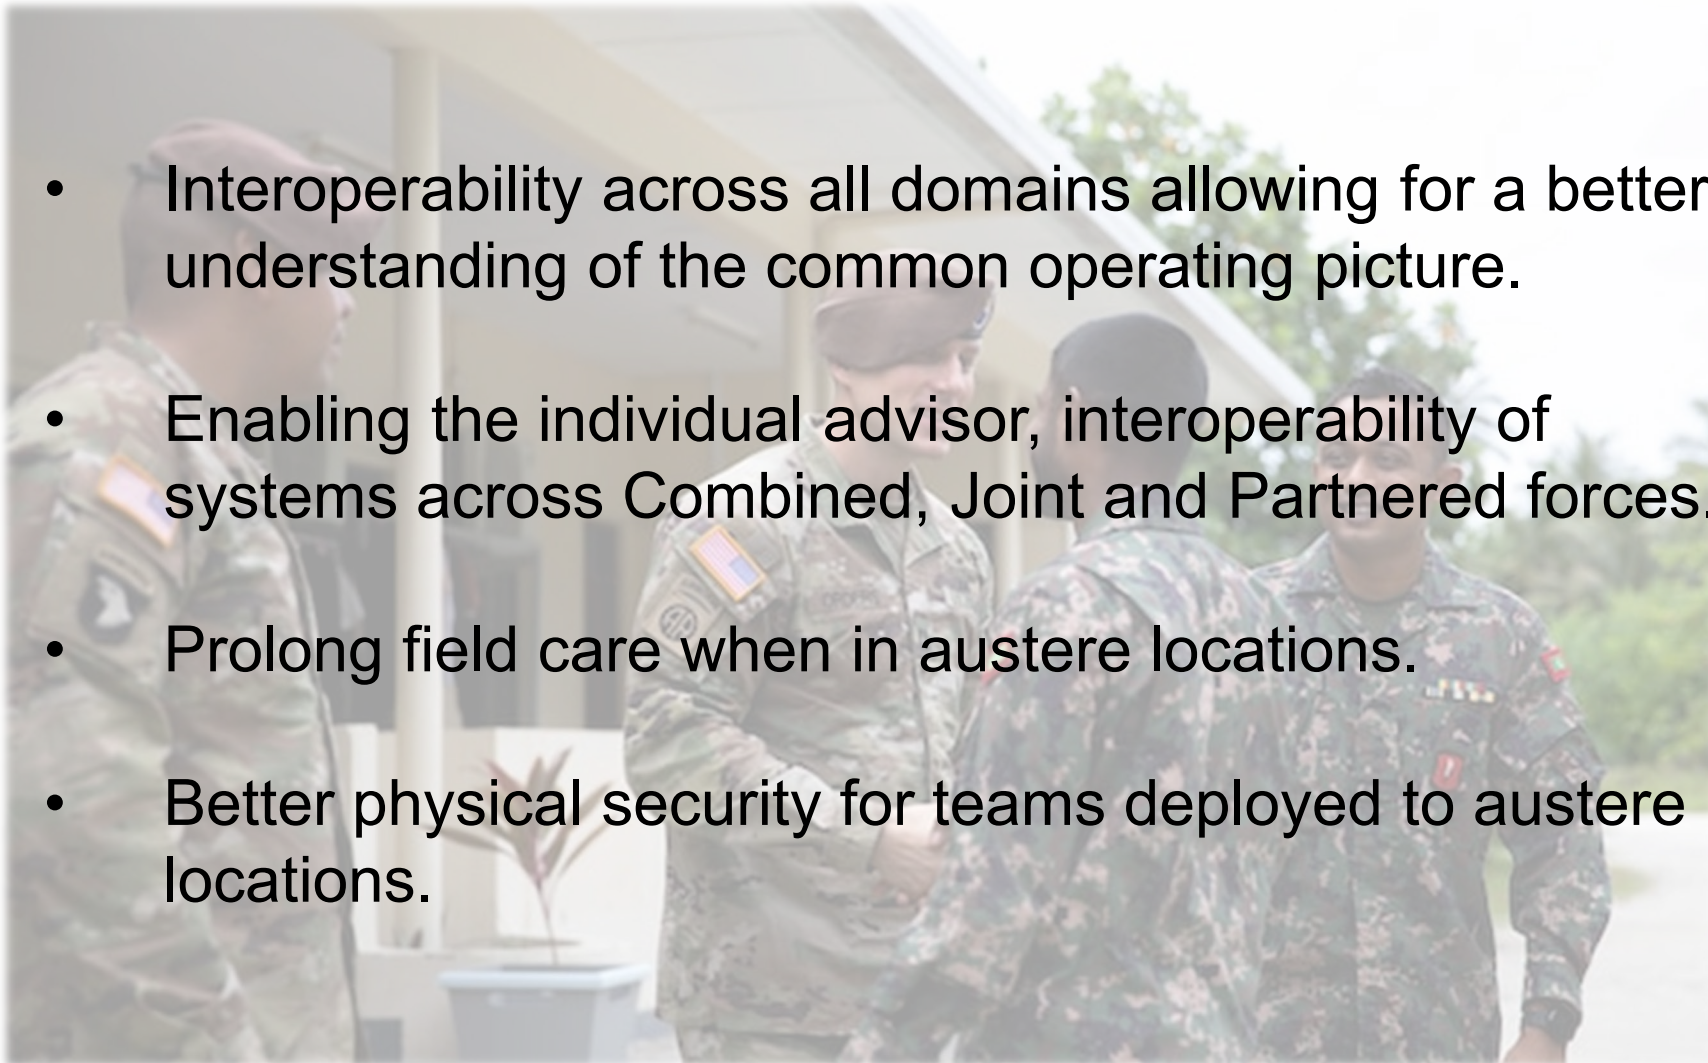 • Interoperability across all domains allowing for a better
understanding of the common operating picture.
• Enabling the individual advisor, interoperability of
systems across Combined, Joint and Partnered forces.
• Prolong field care when in austere locations.
• Better physical security for teams deployed to austere
locations.